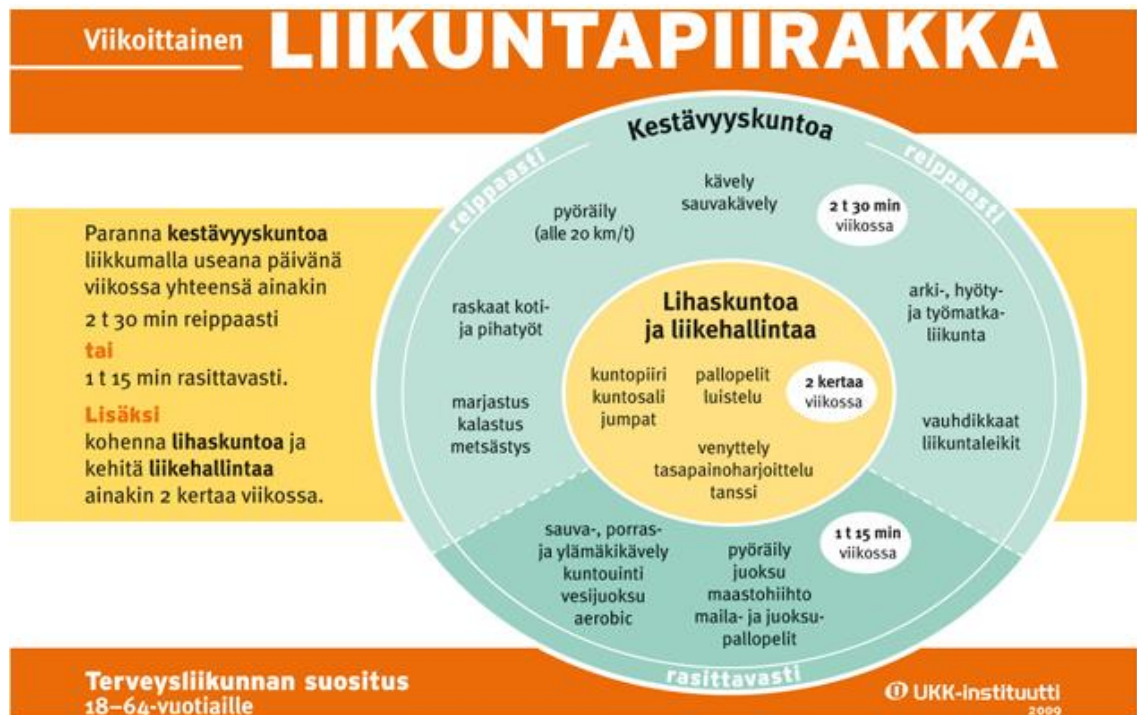 Viikoittainen LIIKUNTAPIIRAKKA
Paranna kestävyyskuntoa
liikkumalla useana päivänä
viikossa yhteensä ainakin
2 t 30 min reippaasti
tai
1 t 15 min rasittavasti.
Lisäksi
kohenna lihaskuntoa ja
kehitä liikehallintaa
ainakin 2 kertaa viikossa.
Kestävyyskuntoa
reippaasti
reippaasti
kävely
sauvakävely
2 t 30 min
viikossa
pyöräily
(alle 20 km/t)
raskaat koti-
ja pihatyöt
arki-, hyöty-
ja työmatka-
liikunta
marjastus
kalastus
metsästys
vauhdikkaat
liikuntaleikit
Lihaskuntoa
ja liikehallintaa
kuntopiiri
kuntosali
jumpat
pallopelit
luistelu
2 kertaa
viikossa
venyttely
tasapainoharjoittelu
tanssi
sauva-, porras-
ja ylämäkikävely
kuntouinti
vesijuoksu
aerobic
pyöräily
juoksu
maastohiihto
maila- ja juoksu-
pallopelit
1 t 15 min
viikossa
rasittavasti
Terveysliikunnan suositus
18–64-vuotiaille
UKK-instituutti
2009